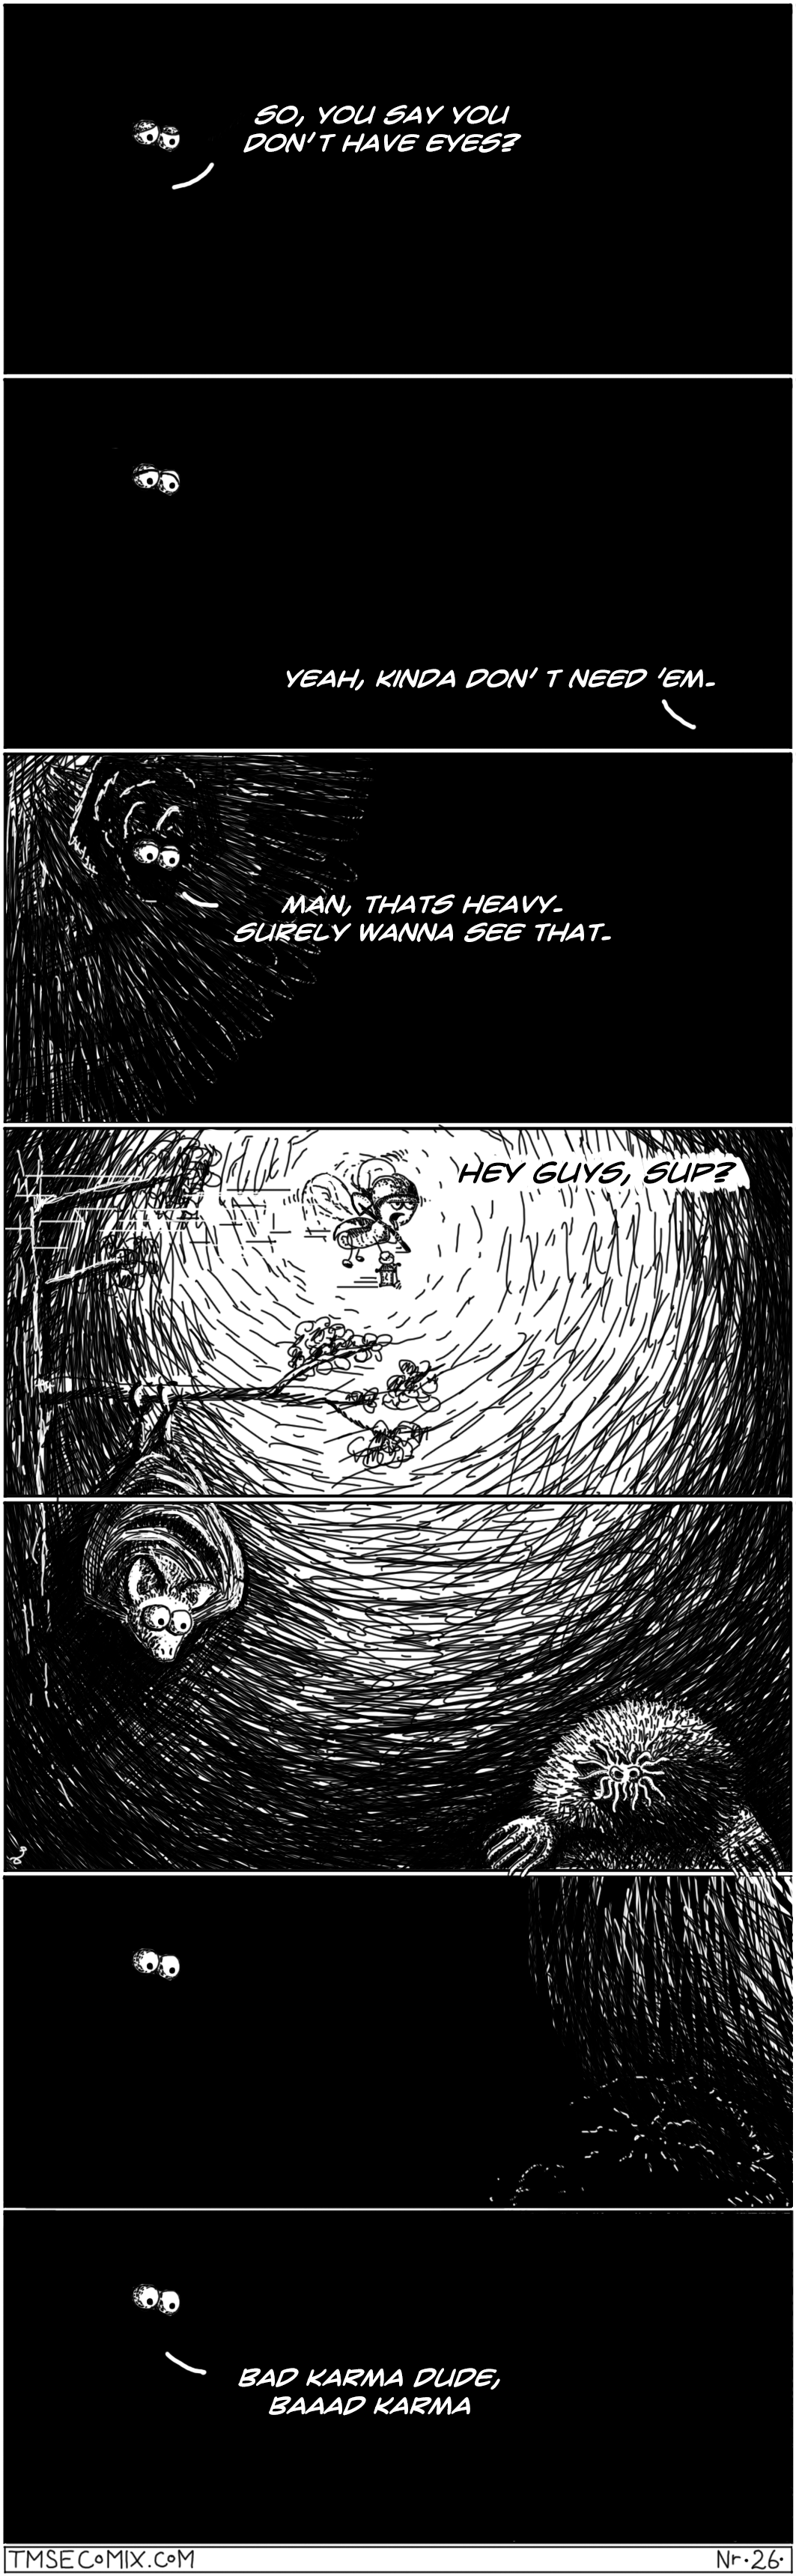 SO, YOU SAY YOU
DON'T HAVE EYES?
YEAH, KINDA DON' T NEED 'EM.
MAN, THATS HEAVY.
SURELY WANNA SEE THAT.
HEY GUYS, SUP?
BAD KARMA DUDE,
BAAAD KARMA
TMSECOMIX.COM
Nr.26.